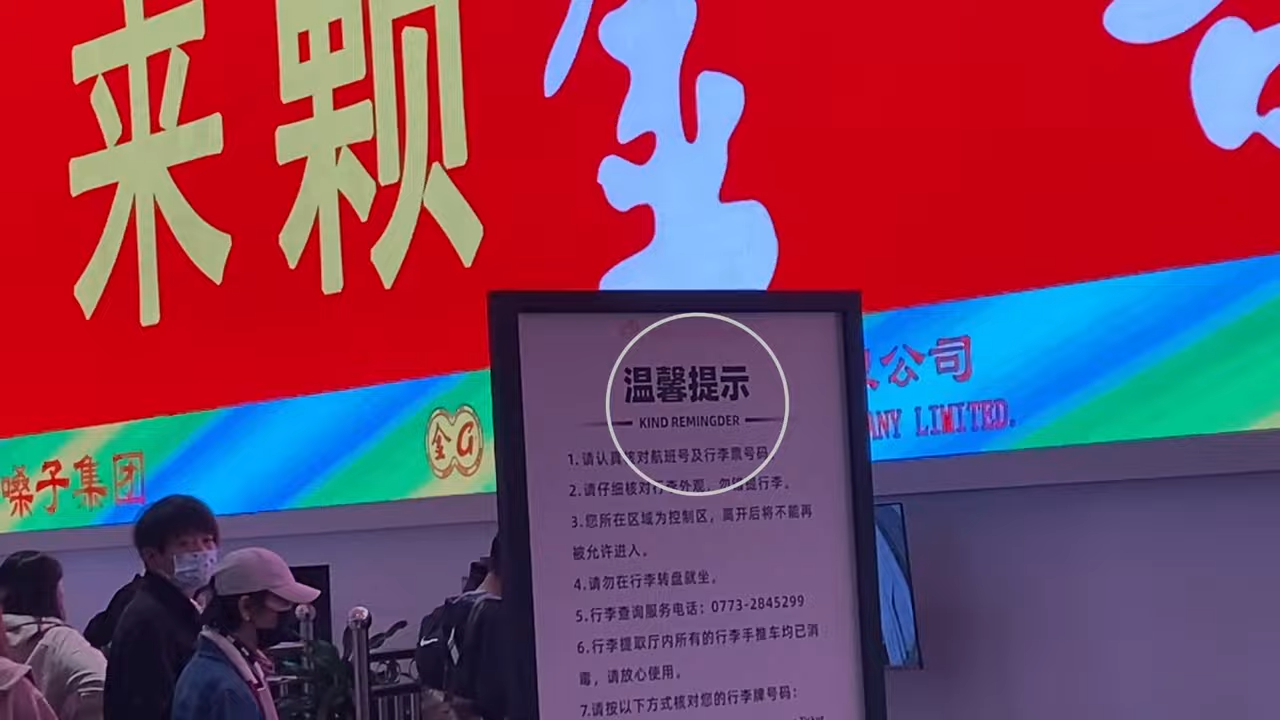 来颗
金
嗓子集团
金G
公司
ANY LIMITED.
温馨提示
KIND REMINGDER
1.请认真核对航班号及行李票号码
2.请仔细核对行李外观，勿错提行李。
3.您所在区域为控制区，离开后将不能再
被允许进入。
4.请勿在行李转盘就坐。
5.行李查询服务电话：0773-2845299
6.行李提取厅内所有的行李手推车均已消
毒，请放心使用。
7.请按以下方式核对您的行李牌号码：